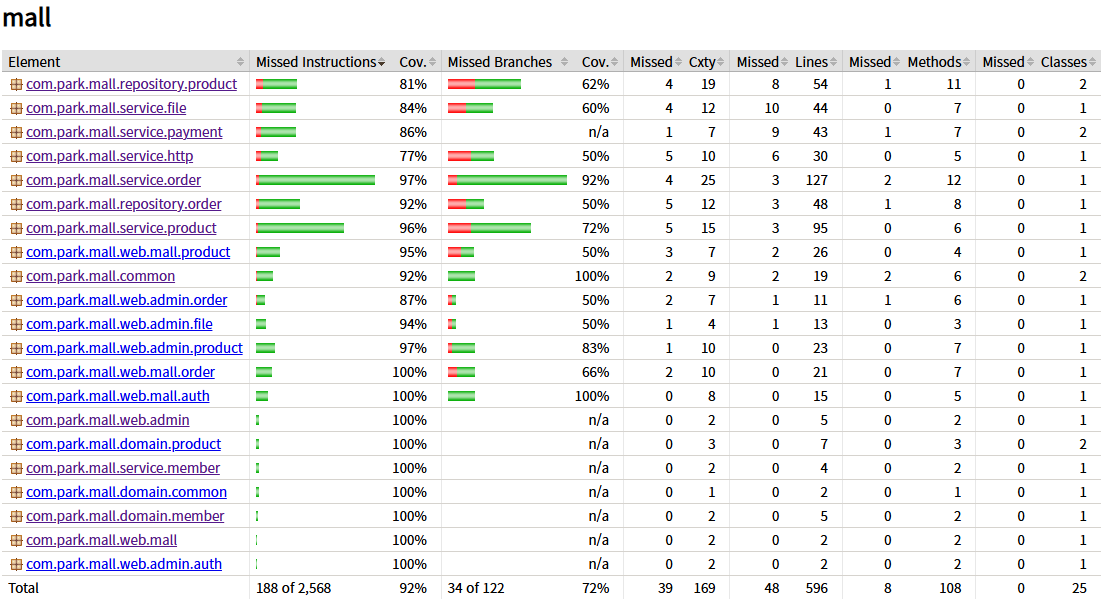 mall
Element Missed Instructions Cov. Missed Branches Cov. Missed Cxty Missed Lines Missed Methods Missed Classes
com.park.mall.repository.product 81% 62% 4 19 8 54 1 11 0 2
com.park.mall.service.file 84% 60% 4 12 10 44 0 7 0 1
com.park.mall.service.payment 86% n/a 1 7 9 43 1 7 0 2
com.park.mall.service.http 77% 50% 5 10 6 30 0 5 0 1
com.park.mall.service.order 97% 92% 4 25 3 127 2 12 0 1
com.park.mall.repository.order 92% 50% 5 12 3 48 1 8 0 1
com.park.mall.service.product 96% 72% 5 15 3 95 0 6 0 1
com.park.mall.web.mall.product 95% 50% 3 7 2 26 0 4 0 1
com.park.mall.common 92% 100% 2 9 2 19 2 6 0 2
com.park.mall.web.admin.order 87% 50% 2 7 1 11 1 6 0 1
com.park.mall.web.admin.file 94% 50% 1 4 1 13 0 3 0 1
com.park.mall.web.admin.product 97% 83% 1 10 0 23 0 7 0 1
com.park.mall.web.mall.order 100% 66% 2 10 0 21 0 7 0 1
com.park.mall.web.mall.auth 100% 100% 0 8 0 15 0 5 0 1
com.park.mall.web.admin 100% n/a 0 2 0 5 0 2 0 1
com.park.mall.domain.product 100% n/a 0 3 0 7 0 3 0 2
com.park.mall.service.member 100% n/a 0 2 0 4 0 2 0 1
com.park.mall.domain.common 100% n/a 0 1 0 2 0 1 0 1
com.park.mall.domain.member 100% n/a 0 2 0 5 0 2 0 1
com.park.mall.web.mall 100% n/a 0 2 0 2 0 2 0 1
com.park.mall.web.admin.auth 100% n/a 0 2 0 2 0 2 0 1
Total 188 of 2,568 92% 34 of 122 72% 39 169 48 596 8 108 0 25